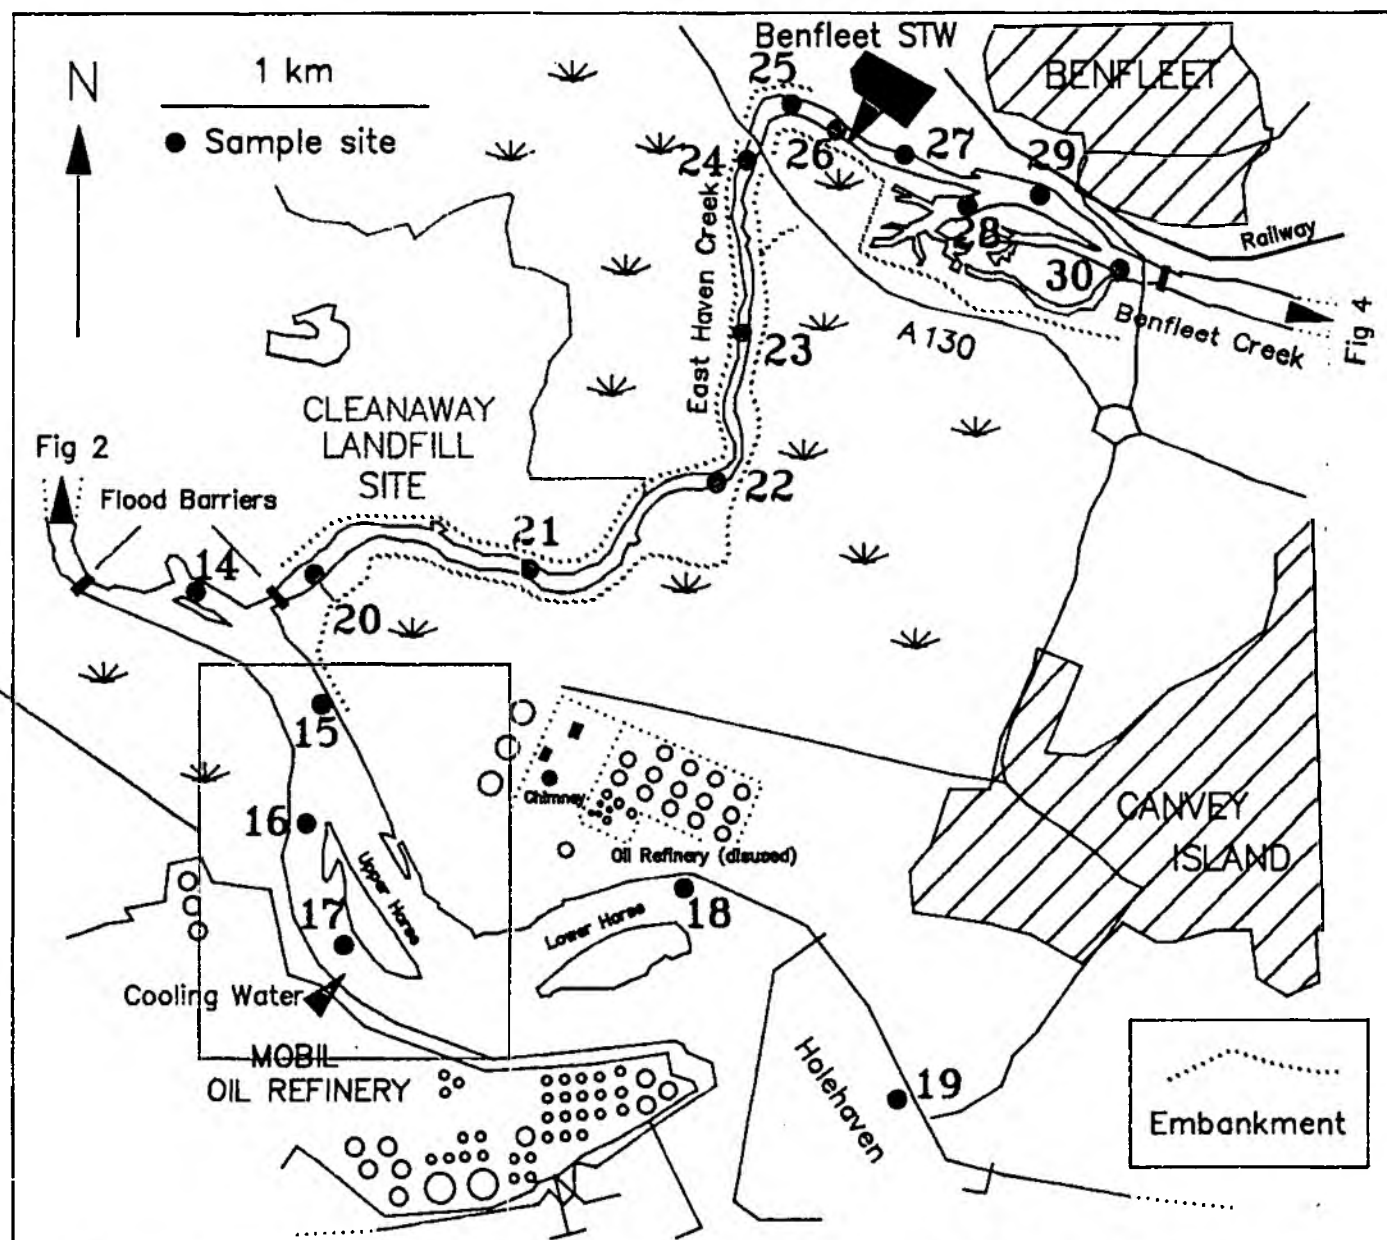 Benfleet STW
N
1 km
Sample site
25
BENFLEET
24
26
27
29
28
30
Railway
East Haven Creek
23
A 130
Benfleet Creek
Fig 4
CLEANAWAY
LANDFILL
SITE
Fig 2
Flood Barriers
22
21
14
20
15
Chimney
Oil Refinery (disused)
16
CANVEY
ISLAND
Upper Horse
17
18
Lower Horse
Cooling Water
MOBIL
OIL REFINERY
Holehaven
19
Embankment